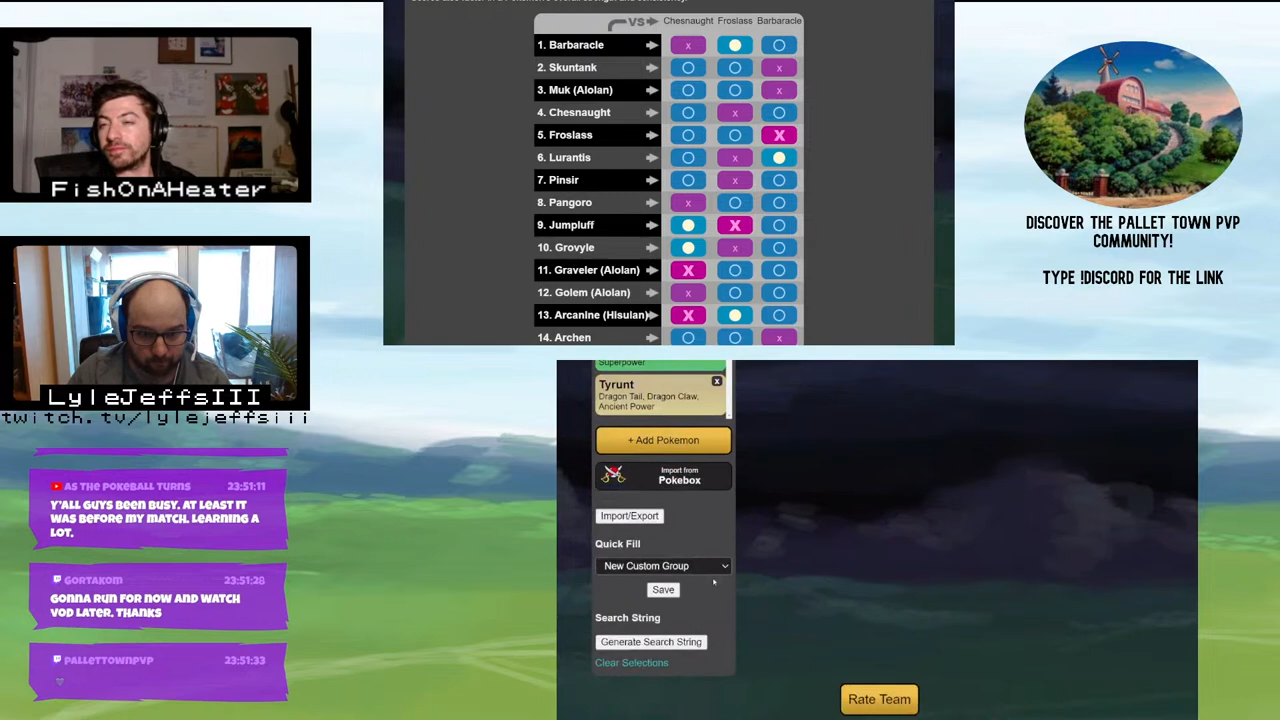 VS Chesnaught Froslass Barbaracle
1. Barbaracle x
2. Skuntank x
3. Muk (Alolan) x
4. Chesnaught x
5. Froslass X
6. Lurantis x
7. Pinsir x
8. Pangoro x
9. Jumpluff X
10. Grovyle x
11. Graveler (Alolan) X
12. Golem (Alolan) x
13. Arcanine (Hisuian) X
14. Archen x
FishOnAHeater
LyleJeffsIII
twitch.tv/lylejeffsiii
AS THE POKEBALL TURNS 23:51:11
Y'ALL GUYS BEEN BUSY. AT LEAST IT
WAS BEFORE MY MATCH. LEARNING A
LOT.
GORTAKOM 23:51:28
GONNA RUN FOR NOW AND WATCH
VOD LATER. THANKS
PALLETTOWNPVP 23:51:33
DISCOVER THE PALLET TOWN PVP
COMMUNITY!
TYPE !DISCORD FOR THE LINK
Superpower
Tyrunt x
Dragon Tail, Dragon Claw,
Ancient Power
+ Add Pokemon
Import from
Pokebox
Import/Export
Quick Fill
New Custom Group
Save
Search String
Generate Search String
Clear Selections
Rate Team